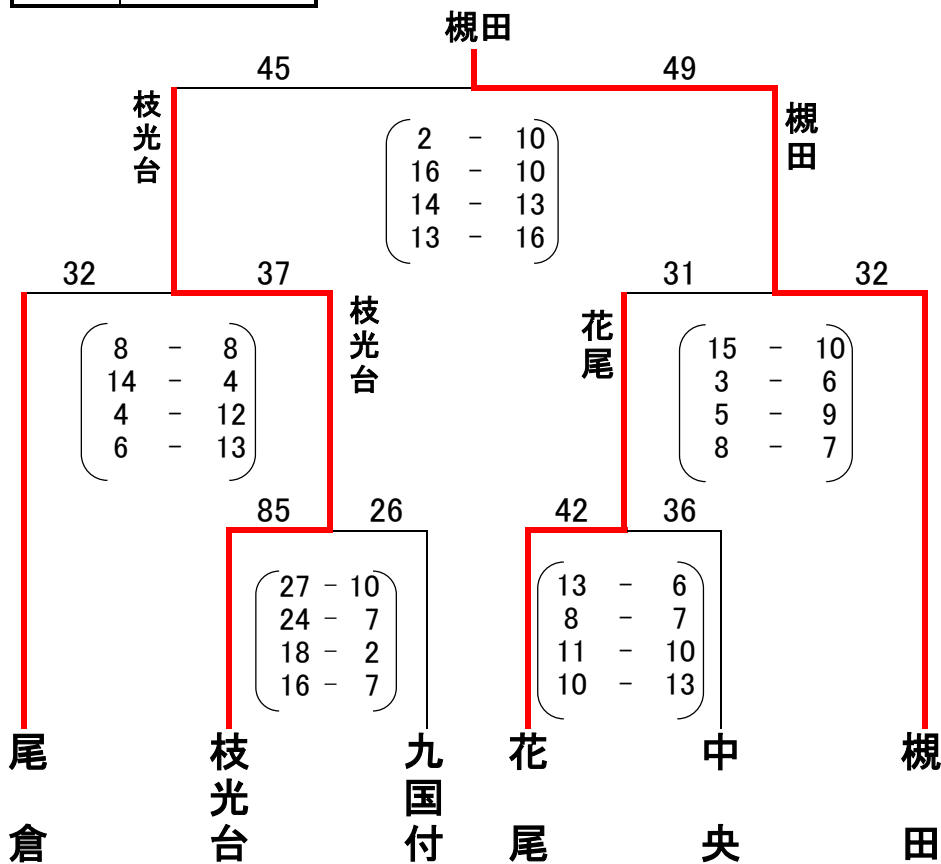 槻田
45 49
枝光台
槻田
2 - 10
16 - 10
14 - 13
13 - 16
32 37
31 32
枝光台
花尾
8 - 8
14 - 4
4 - 12
6 - 13
15 - 10
3 - 6
5 - 9
8 - 7
85 26
42 36
27 - 10
24 - 7
18 - 2
16 - 7
13 - 6
8 - 7
11 - 10
10 - 13
尾倉
枝光台
九国付
花尾
中央
槻田